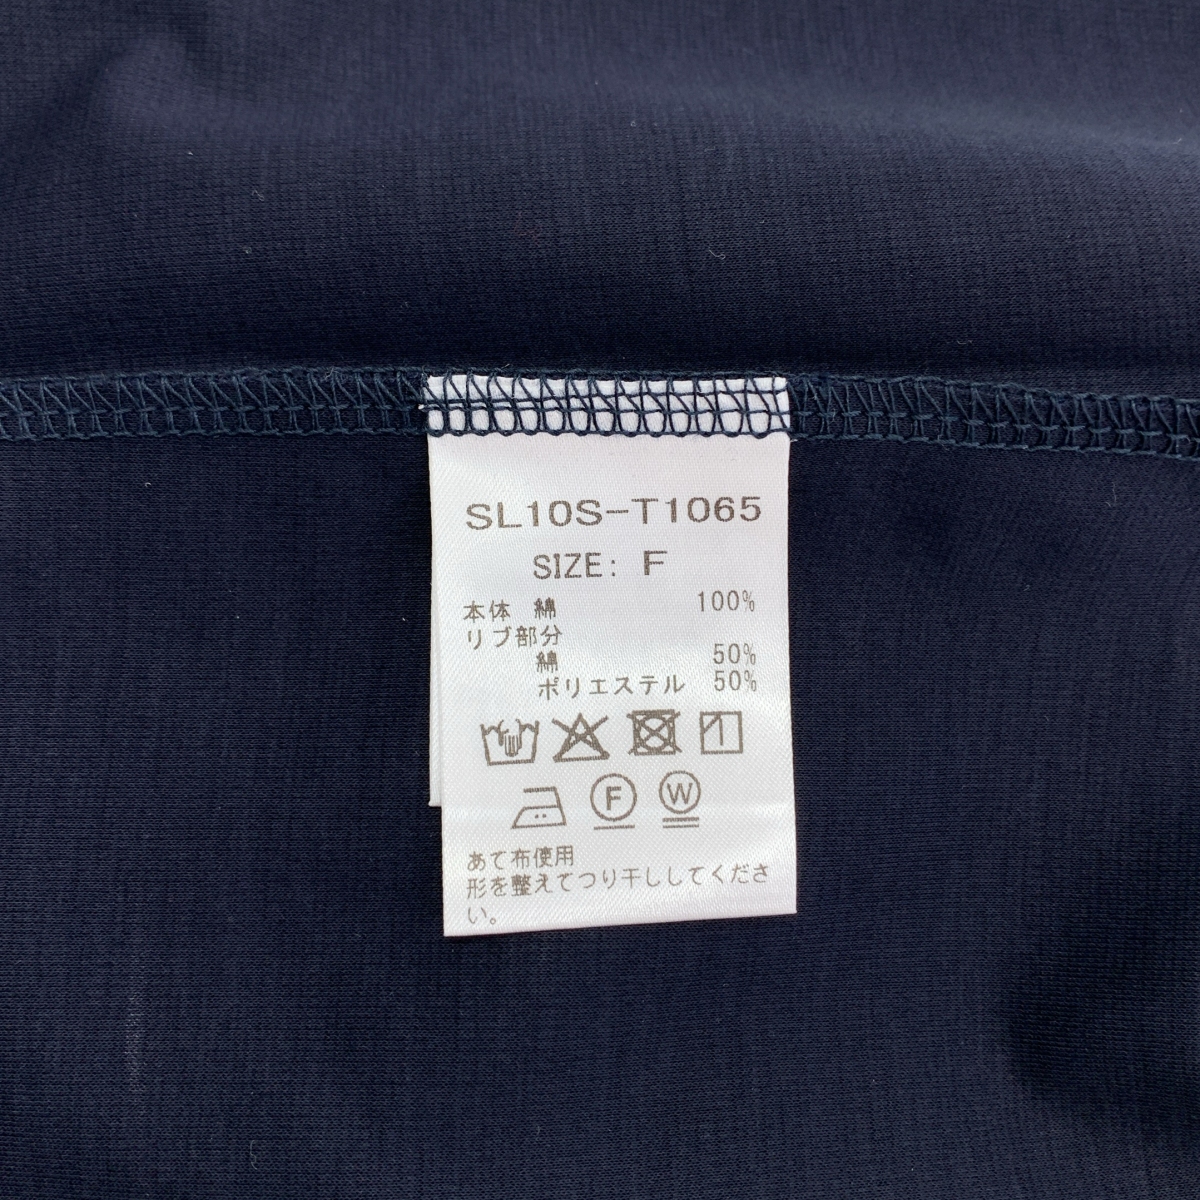 SL10S-T1065
SIZE: F
本体 綿 100%
リブ部分
綿 50%
ポリエステル 50%
F W
あて布使用
形を整えてつり干ししてくださ
い。